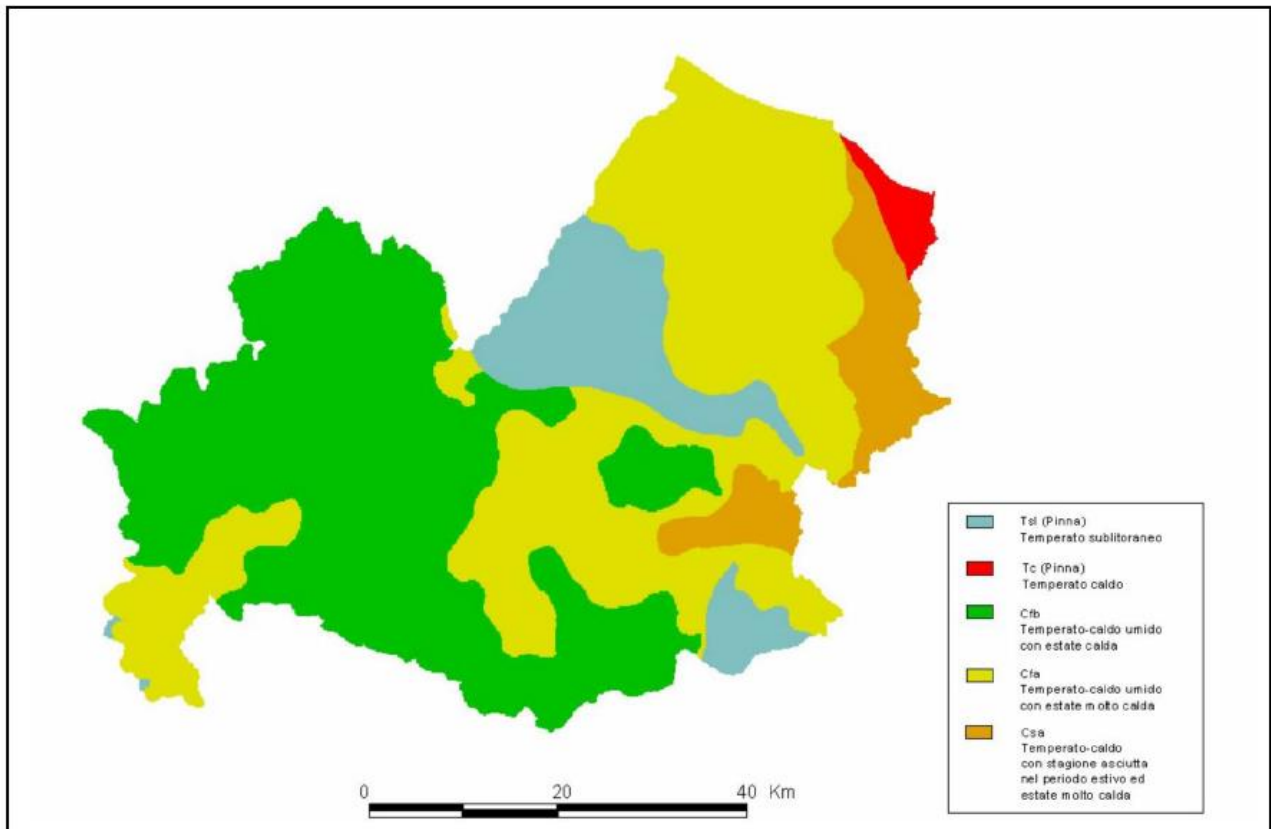 Tsl (Pinna)
Temperato sublitoraneo
Tc (Pinna)
Temperato caldo
Cfb
Temperato-caldo umido
con estate calda
Cfa
Temperato-caldo umido
con estate molto calda
Csa
Temperato-caldo
con stagione asciutta
nel periodo estivo ed
estate molto calda
0 20 40 Km